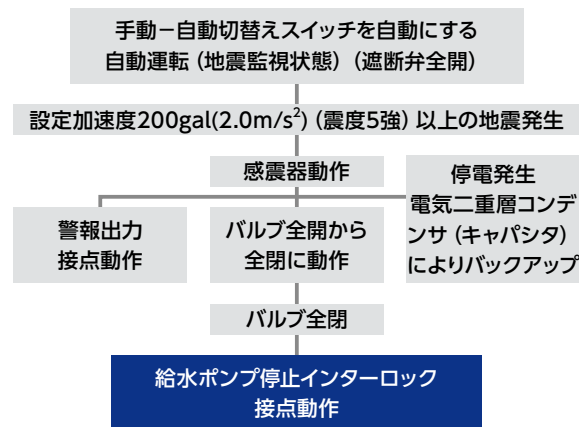 手動－自動切替えスイッチを自動にする
自動運転（地震監視状態）（遮断弁全開）
設定加速度200gal(2.0m/s²)（震度5強）以上の地震発生
感震器動作
停電発生
電気二重層コンデ
ンサ（キャパシタ）
によりバックアップ
警報出力
接点動作
バルブ全開から
全閉に動作
バルブ全閉
給水ポンプ停止インターロック
接点動作